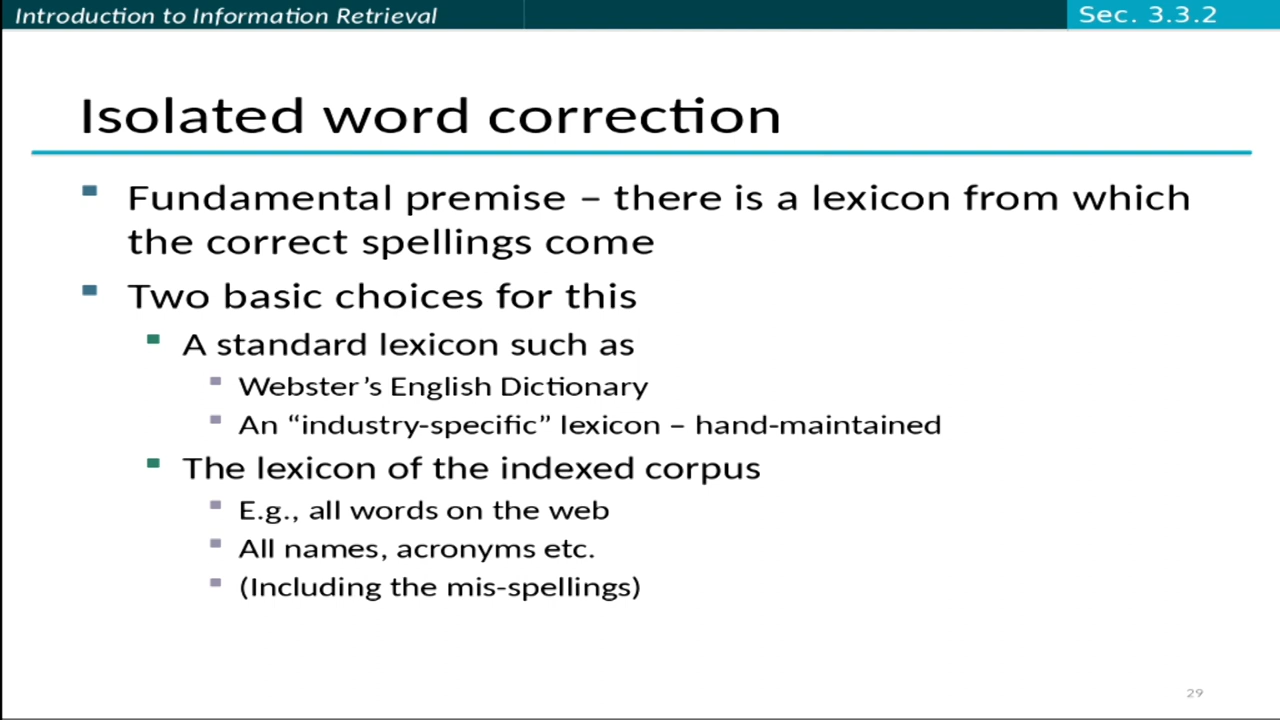 Introduction to Information Retrieval
Sec. 3.3.2
Isolated word correction
Fundamental premise – there is a lexicon from which
the correct spellings come
Two basic choices for this
A standard lexicon such as
Webster’s English Dictionary
An “industry-specific” lexicon – hand-maintained
The lexicon of the indexed corpus
E.g., all words on the web
All names, acronyms etc.
(Including the mis-spellings)
29